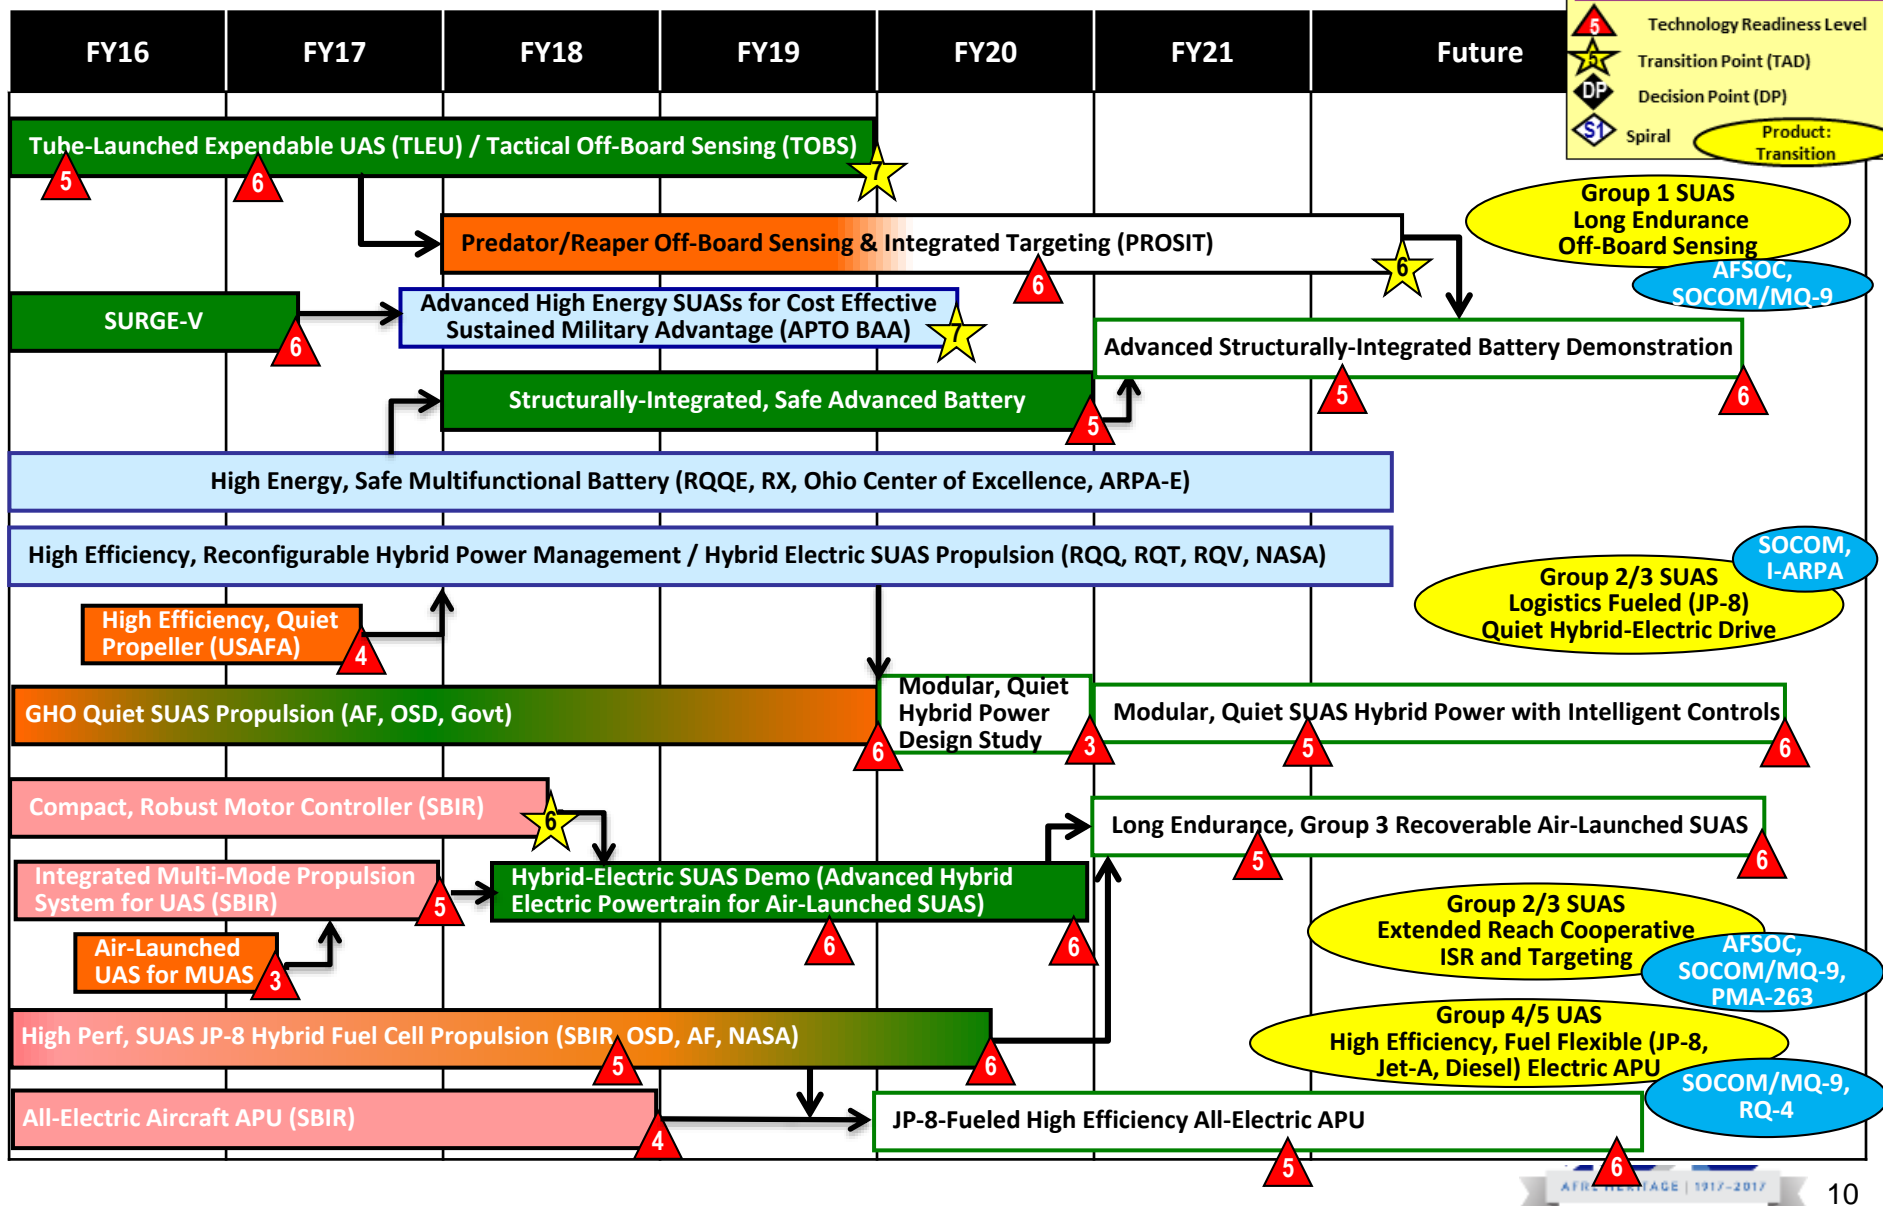 FY16
FY17
FY18
FY19
FY20
FY21
Future
5 Technology Readiness Level
5 Transition Point (TAD)
DP Decision Point (DP)
S1 Spiral
Product:
Transition
Tube-Launched Expendable UAS (TLEU) / Tactical Off-Board Sensing (TOBS)
5
6
7
Group 1 SUAS
Long Endurance
Off-Board Sensing
AFSOC,
SOCOM/MQ-9
Predator/Reaper Off-Board Sensing & Integrated Targeting (PROSIT)
6
6
SURGE-V
6
Advanced High Energy SUASs for Cost Effective
Sustained Military Advantage (APTO BAA)
7
Advanced Structurally-Integrated Battery Demonstration
5
6
Structurally-Integrated, Safe Advanced Battery
5
High Energy, Safe Multifunctional Battery (RQQE, RX, Ohio Center of Excellence, ARPA-E)
High Efficiency, Reconfigurable Hybrid Power Management / Hybrid Electric SUAS Propulsion (RQQ, RQT, RQV, NASA)
SOCOM,
I-ARPA
Group 2/3 SUAS
Logistics Fueled (JP-8)
Quiet Hybrid-Electric Drive
High Efficiency, Quiet
Propeller (USAFA)
4
GHO Quiet SUAS Propulsion (AF, OSD, Govt)
6
Modular, Quiet
Hybrid Power
Design Study
3
Modular, Quiet SUAS Hybrid Power with Intelligent Controls
5
6
Compact, Robust Motor Controller (SBIR)
6
Long Endurance, Group 3 Recoverable Air-Launched SUAS
5
6
Integrated Multi-Mode Propulsion
System for UAS (SBIR)
5
Hybrid-Electric SUAS Demo (Advanced Hybrid
Electric Powertrain for Air-Launched SUAS)
6
6
Group 2/3 SUAS
Extended Reach Cooperative
ISR and Targeting
AFSOC,
SOCOM/MQ-9,
PMA-263
Air-Launched
UAS for MUAS
3
High Perf, SUAS JP-8 Hybrid Fuel Cell Propulsion (SBIR, OSD, AF, NASA)
5
6
Group 4/5 UAS
High Efficiency, Fuel Flexible (JP-8,
Jet-A, Diesel) Electric APU
SOCOM/MQ-9,
RQ-4
All-Electric Aircraft APU (SBIR)
4
JP-8-Fueled High Efficiency All-Electric APU
5
6
AFRL HERITAGE | 1917-2017
10